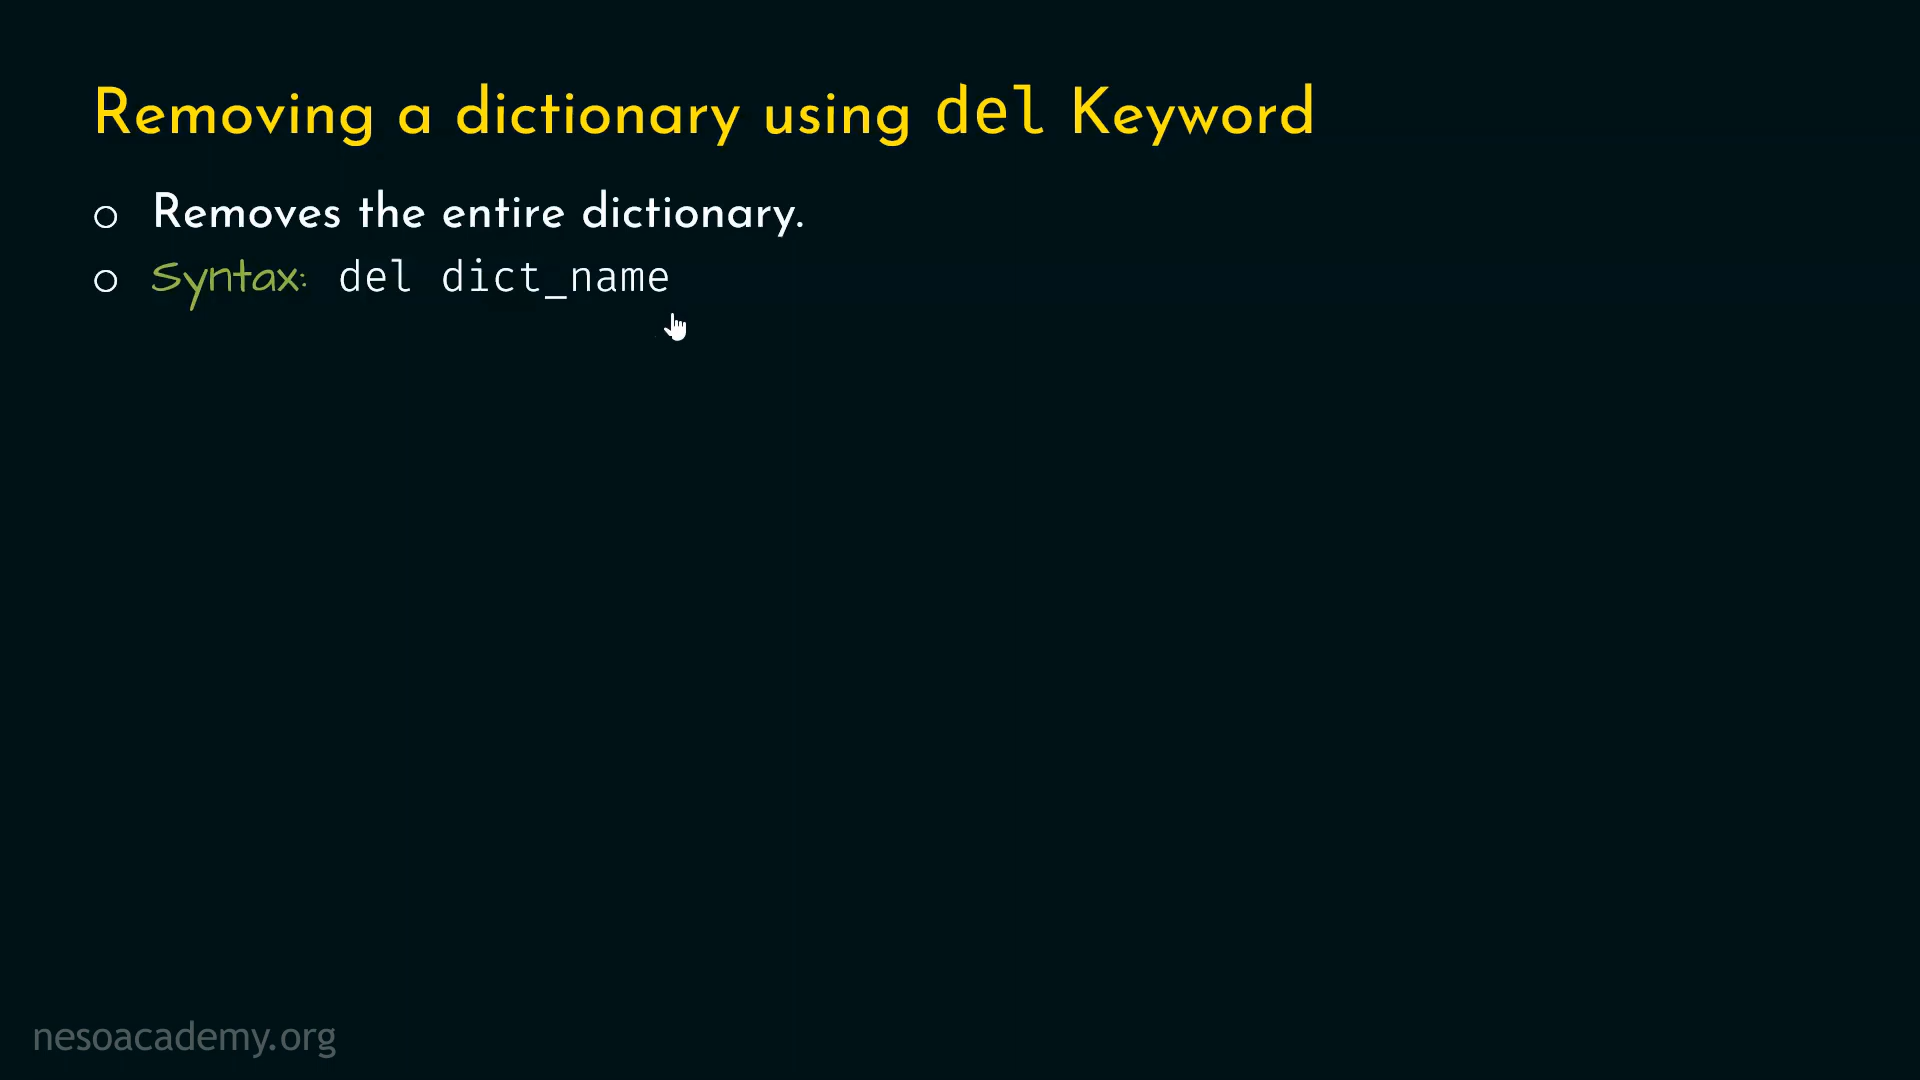 Removing a dictionary using del Keyword
Removes the entire dictionary.
Syntax: del dict_name
nesoacademy.org